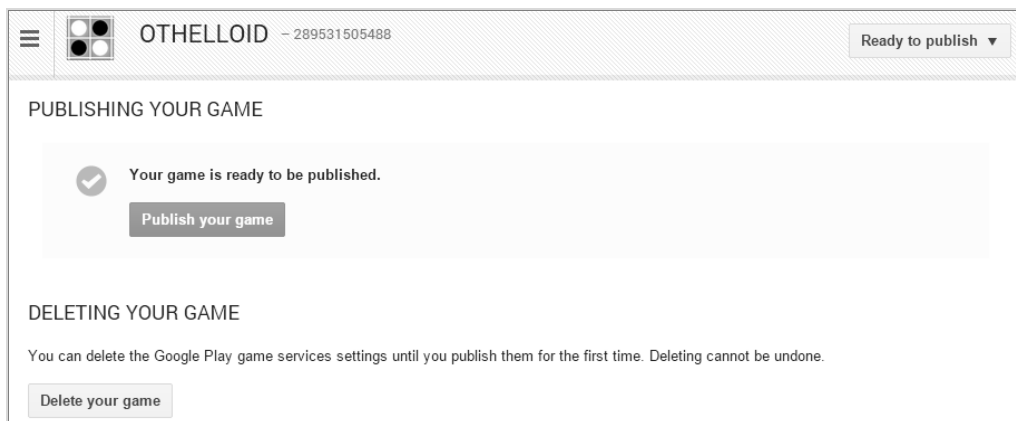 OTHELLOID – 289531505488
Ready to publish ▼
PUBLISHING YOUR GAME
Your game is ready to be published.
Publish your game
DELETING YOUR GAME
You can delete the Google Play game services settings until you publish them for the first time. Deleting cannot be undone.
Delete your game